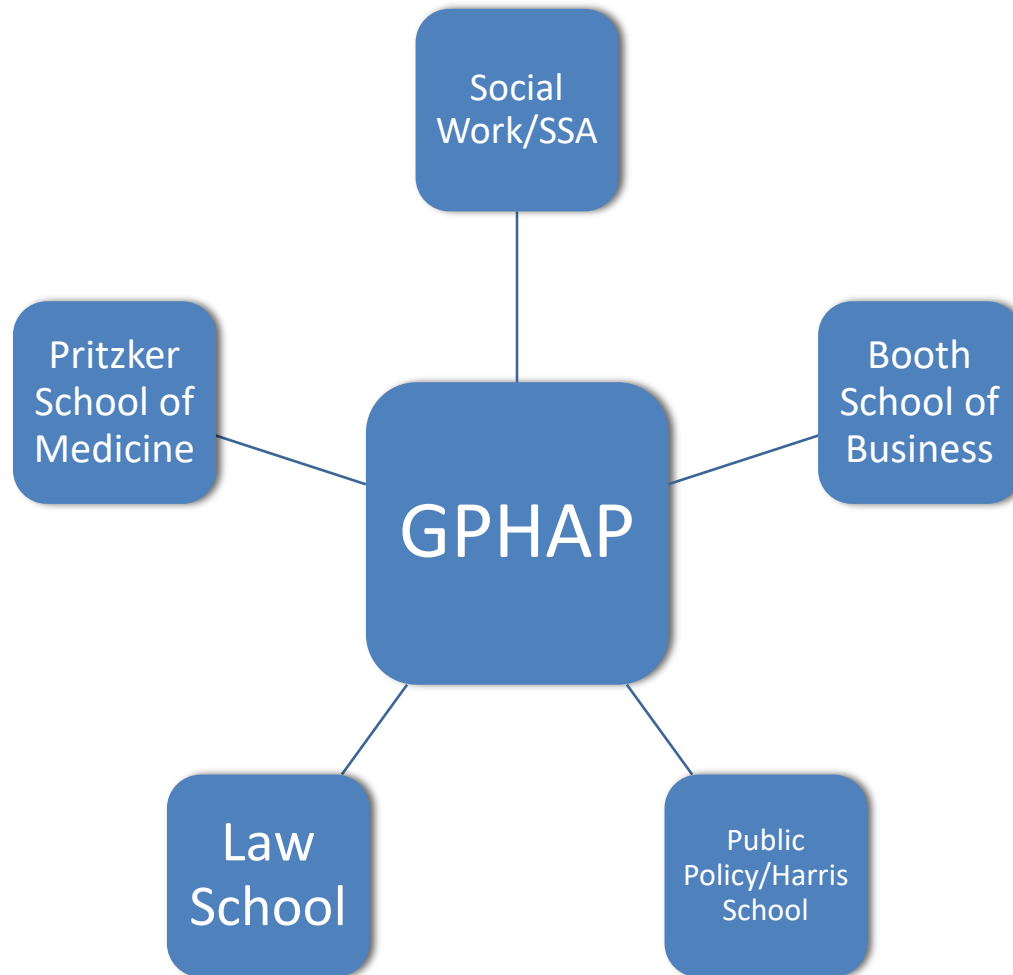 Social
Work/SSA
Pritzker
School of
Medicine
Booth
School of
Business
GPHAP
Law
School
Public
Policy/Harris
School